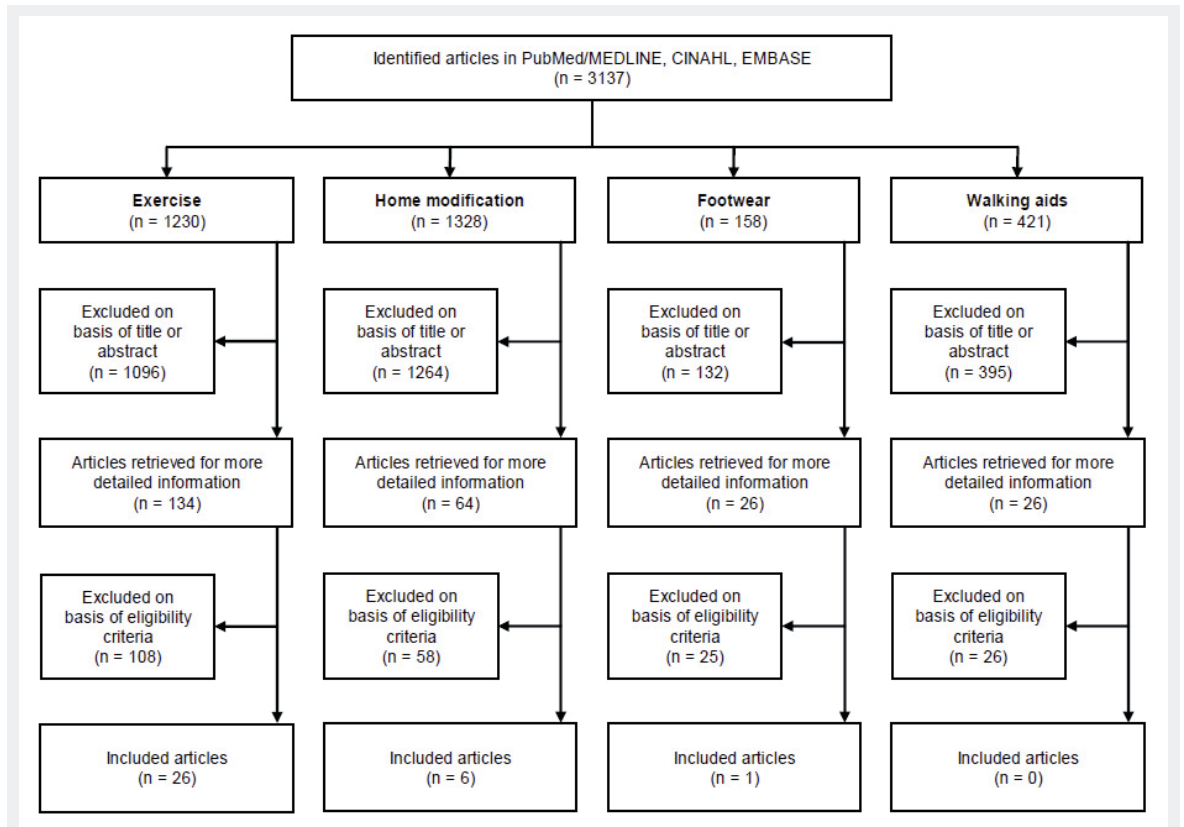 Identified articles in PubMed/MEDLINE, CINAHL, EMBASE
(n = 3137)
Exercise
(n = 1230)
Home modification
(n = 1328)
Footwear
(n = 158)
Walking aids
(n = 421)
Excluded on
basis of title or
abstract
(n = 1096)
Excluded on
basis of title or
abstract
(n = 1264)
Excluded on
basis of title or
abstract
(n = 132)
Excluded on
basis of title or
abstract
(n = 395)
Articles retrieved for more
detailed information
(n = 134)
Articles retrieved for more
detailed information
(n = 64)
Articles retrieved for more
detailed information
(n = 26)
Articles retrieved for more
detailed information
(n = 26)
Excluded on
basis of eligibility
criteria
(n = 108)
Excluded on
basis of eligibility
criteria
(n = 58)
Excluded on
basis of eligibility
criteria
(n = 25)
Excluded on
basis of eligibility
criteria
(n = 26)
Included articles
(n = 26)
Included articles
(n = 6)
Included articles
(n = 1)
Included articles
(n = 0)